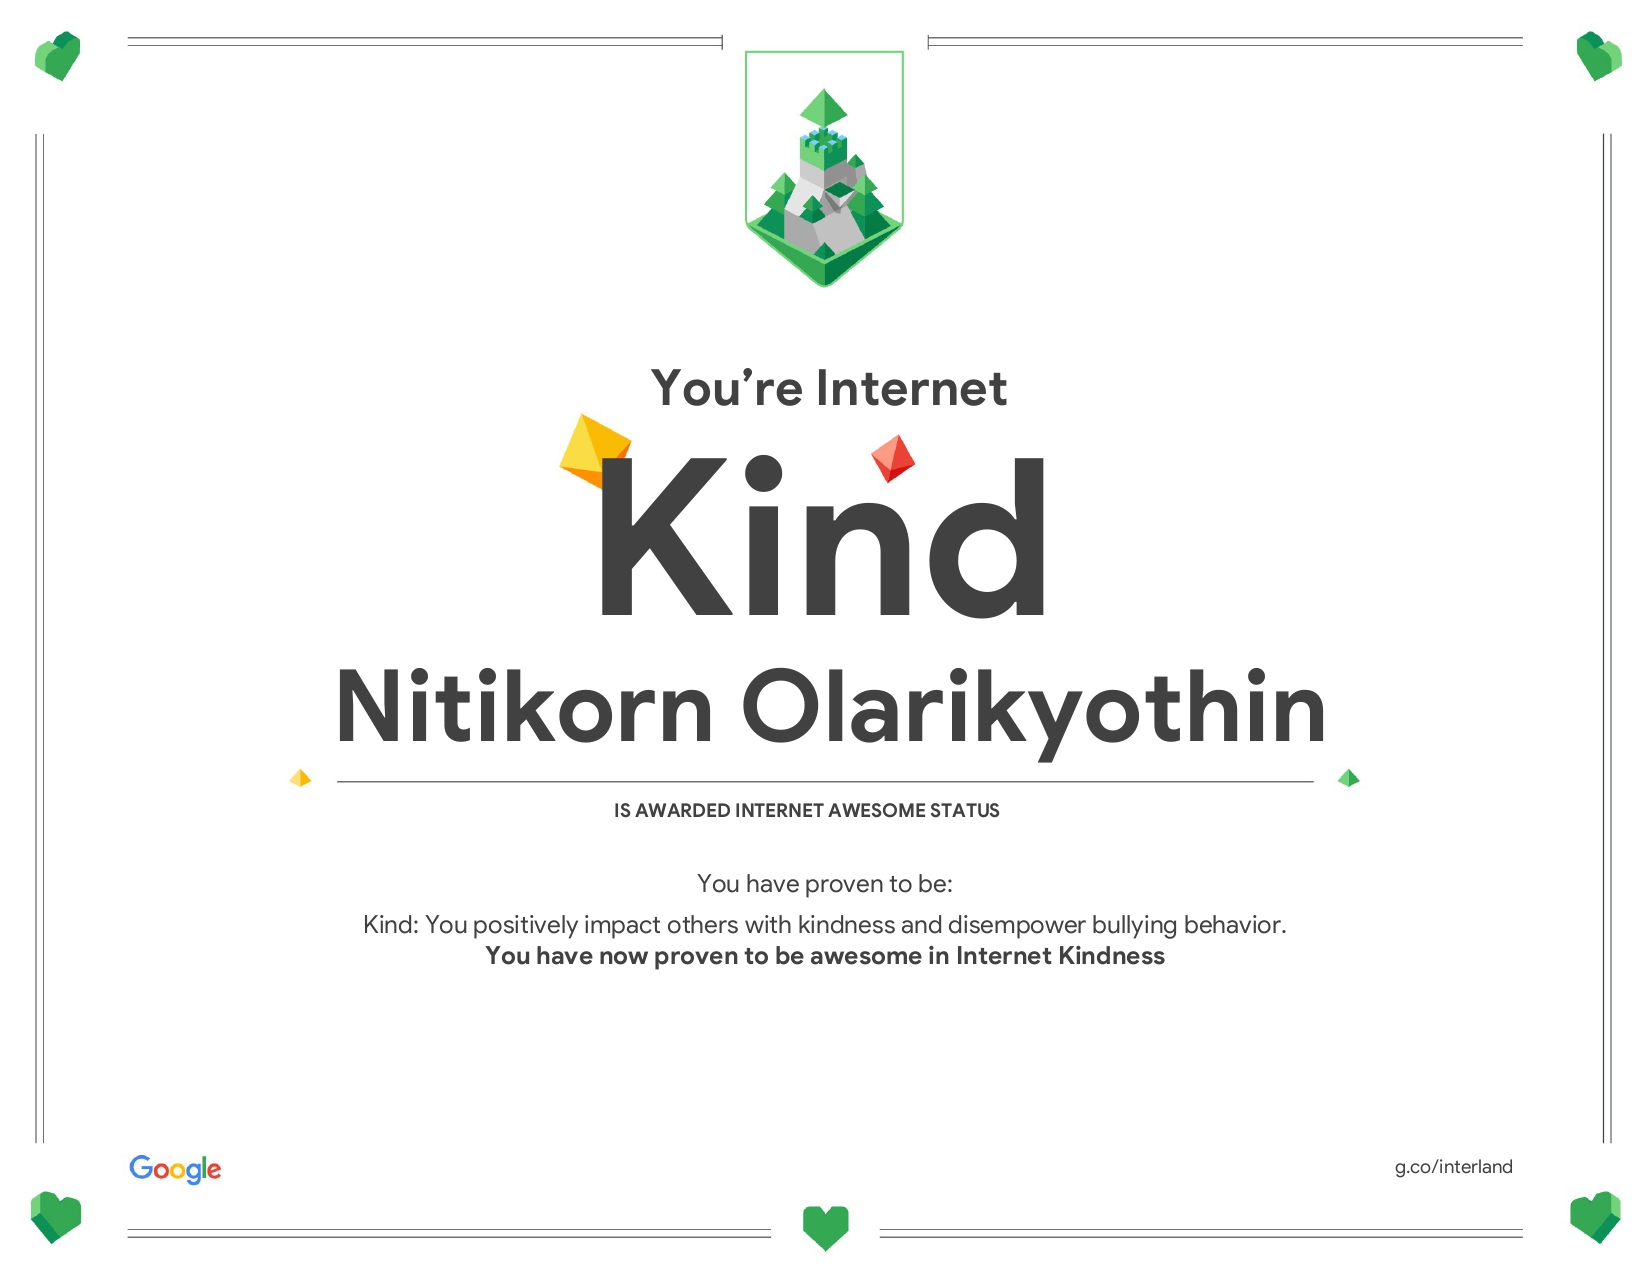 You’re Internet
Kind
Nitikorn Olarikyothin
IS AWARDED INTERNET AWESOME STATUS
You have proven to be:
Kind: You positively impact others with kindness and disempower bullying behavior.
You have now proven to be awesome in Internet Kindness
Google
g.co/interland